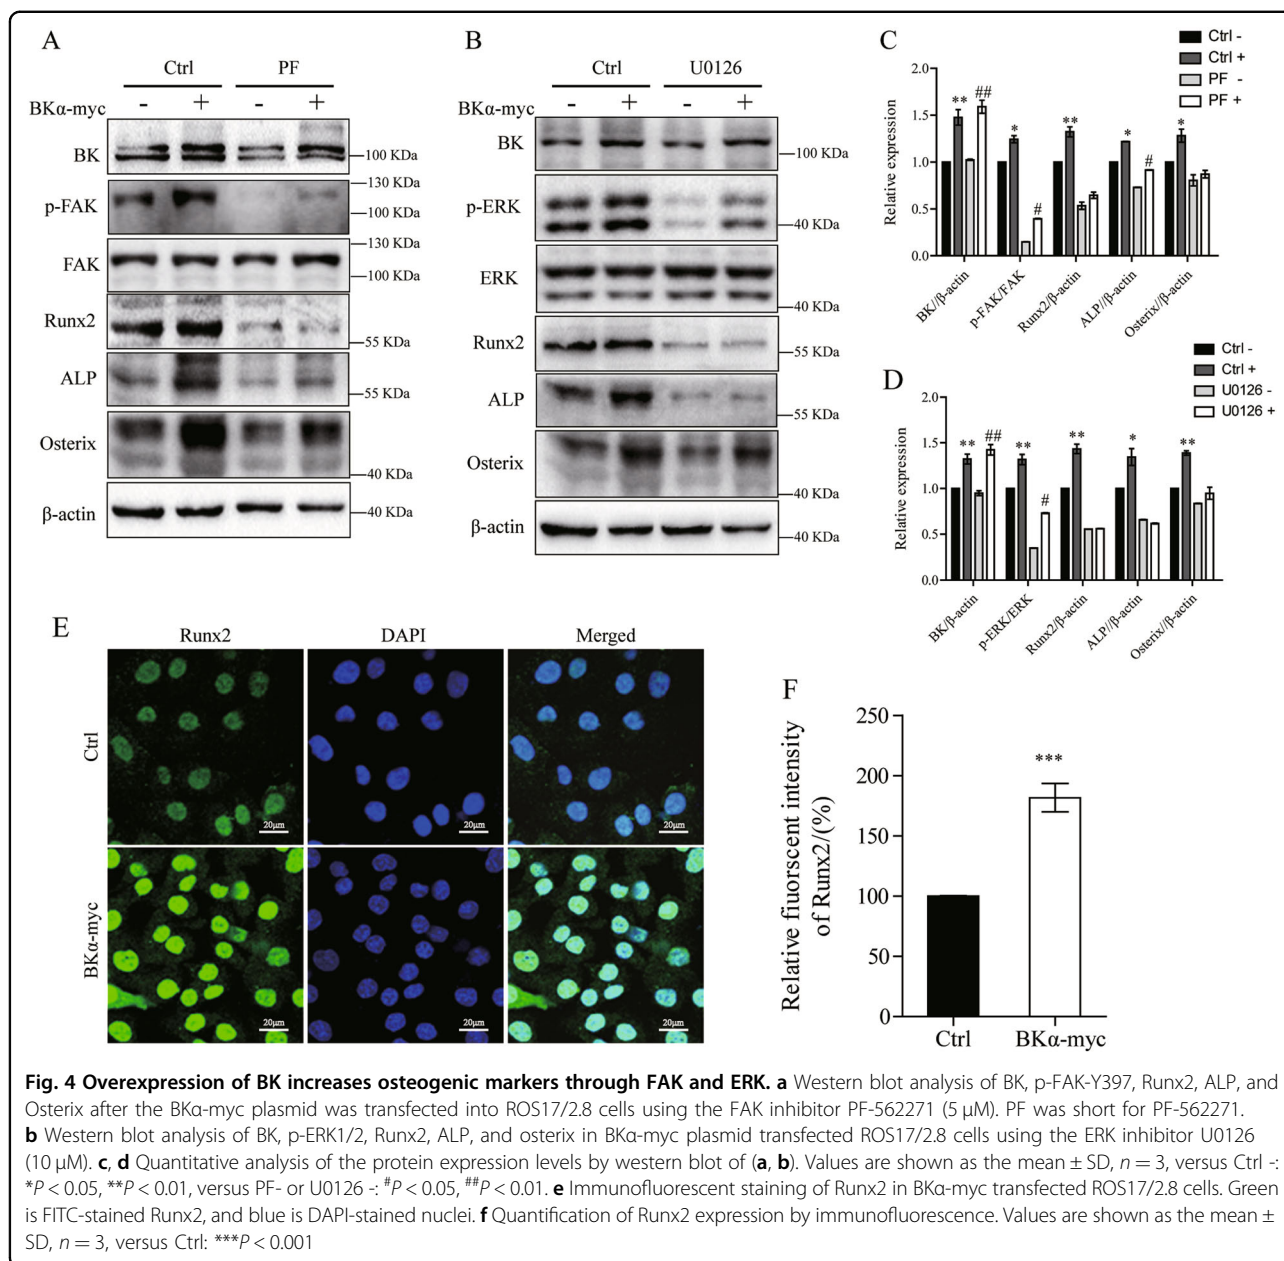 A
Ctrl PF
BKα-myc - + - +
BK
100 KDa
p-FAK
130 KDa
100 KDa
FAK
130 KDa
100 KDa
Runx2
55 KDa
ALP
55 KDa
Osterix
40 KDa
β-actin
40 KDa
B
Ctrl U0126
BKα-myc - + - +
BK
100 KDa
p-ERK
40 KDa
ERK
40 KDa
Runx2
55 KDa
ALP
55 KDa
Osterix
40 KDa
β-actin
40 KDa
C
Ctrl -
Ctrl +
PF -
PF +
Relative expression
2.0
1.5
1.0
0.5
0.0
** ## * # ** * # *
BK//β-actin
p-FAK/FAK
Runx2/β-actin
ALP//β-actin
Osterix//β-actin
D
Ctrl -
Ctrl +
U0126 -
U0126 +
Relative expression
2.0
1.5
1.0
0.5
0.0
** ## ** # ** * **
BK/β-actin
p-ERK/ERK
Runx2/β-actin
ALP//β-actin
Osterix//β-actin
E
Runx2 DAPI Merged
Ctrl
20μm 20μm 20μm
BKα-myc
20μm 20μm 20μm
F
Relative fluorscent intensity
of Runx2/(%)
250
200
150
100
50
0
***
Ctrl BKα-myc
Fig. 4 Overexpression of BK increases osteogenic markers through FAK and ERK. a Western blot analysis of BK, p-FAK-Y397, Runx2, ALP, and
Osterix after the BKα-myc plasmid was transfected into ROS17/2.8 cells using the FAK inhibitor PF-562271 (5 μM). PF was short for PF-562271.
b Western blot analysis of BK, p-ERK1/2, Runx2, ALP, and osterix in BKα-myc plasmid transfected ROS17/2.8 cells using the ERK inhibitor U0126
(10 μM). c, d Quantitative analysis of the protein expression levels by western blot of (a, b). Values are shown as the mean ± SD, n = 3, versus Ctrl -:
*P < 0.05, **P < 0.01, versus PF- or U0126 -: #P < 0.05, ##P < 0.01. e Immunofluorescent staining of Runx2 in BKα-myc transfected ROS17/2.8 cells. Green
is FITC-stained Runx2, and blue is DAPI-stained nuclei. f Quantification of Runx2 expression by immunofluorescence. Values are shown as the mean ±
SD, n = 3, versus Ctrl: ***P < 0.001